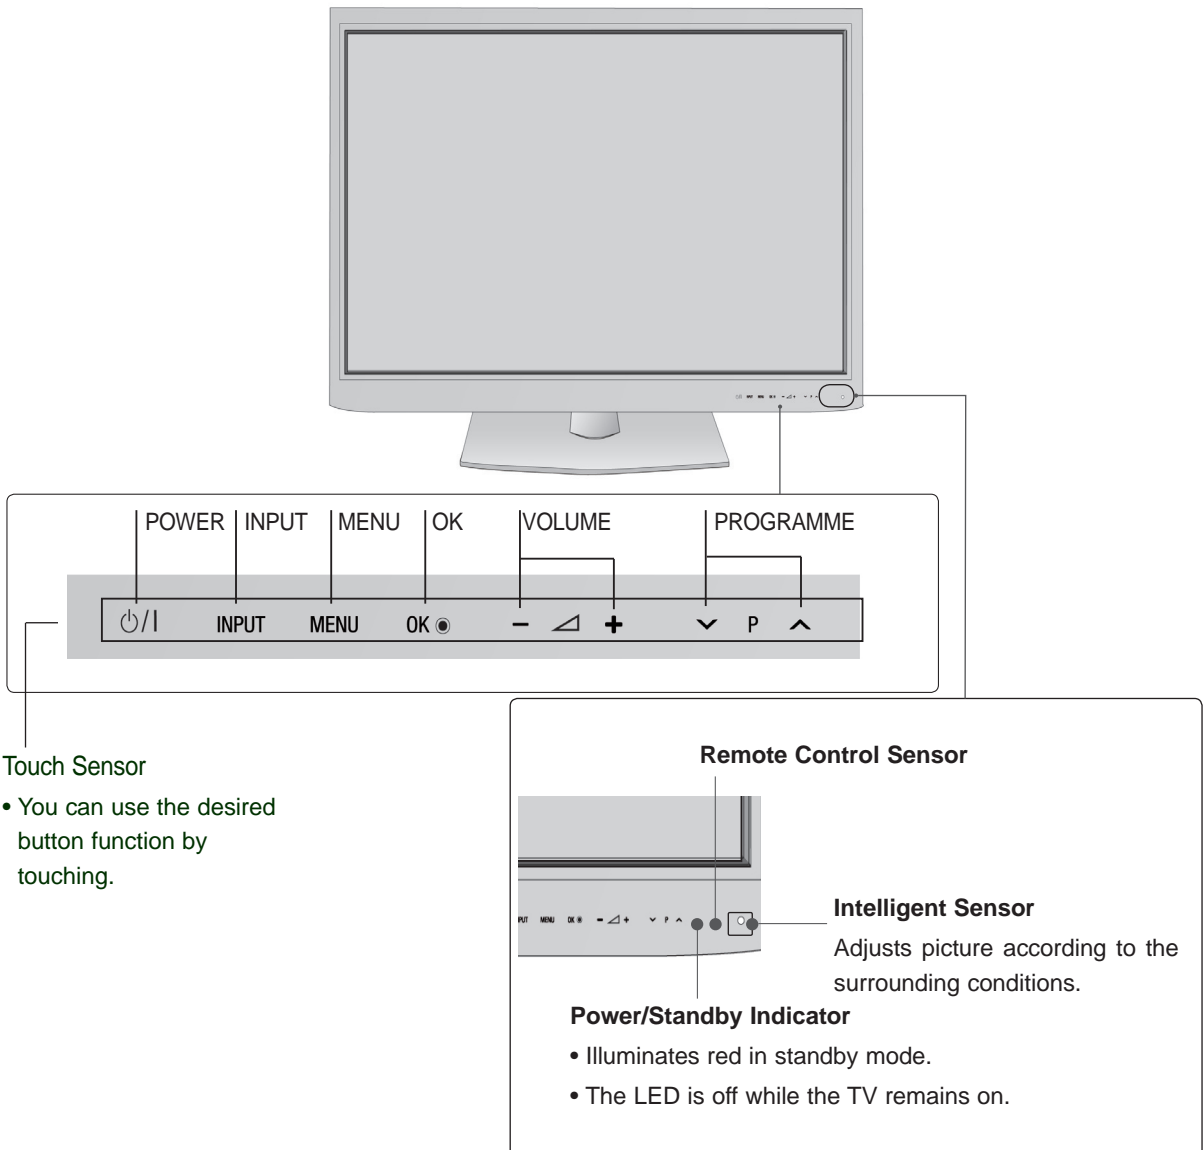 POWER INPUT MENU OK VOLUME PROGRAMME
⏻/I INPUT MENU OK ◉ - + P
Touch Sensor
• You can use the desired
button function by
touching.
Remote Control Sensor
MENU OK ◉ - + P
Intelligent Sensor
Adjusts picture according to the
surrounding conditions.
Power/Standby Indicator
• Illuminates red in standby mode.
• The LED is off while the TV remains on.